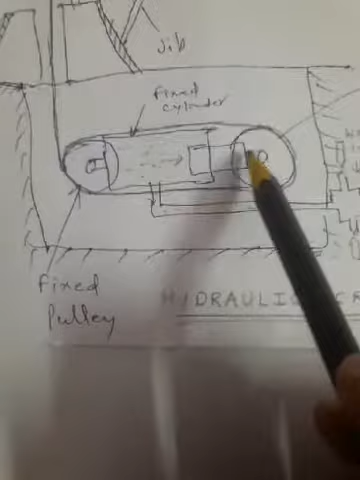 Jib
fixed
cylinder
fixed
pulley
HYDRAULIC CR